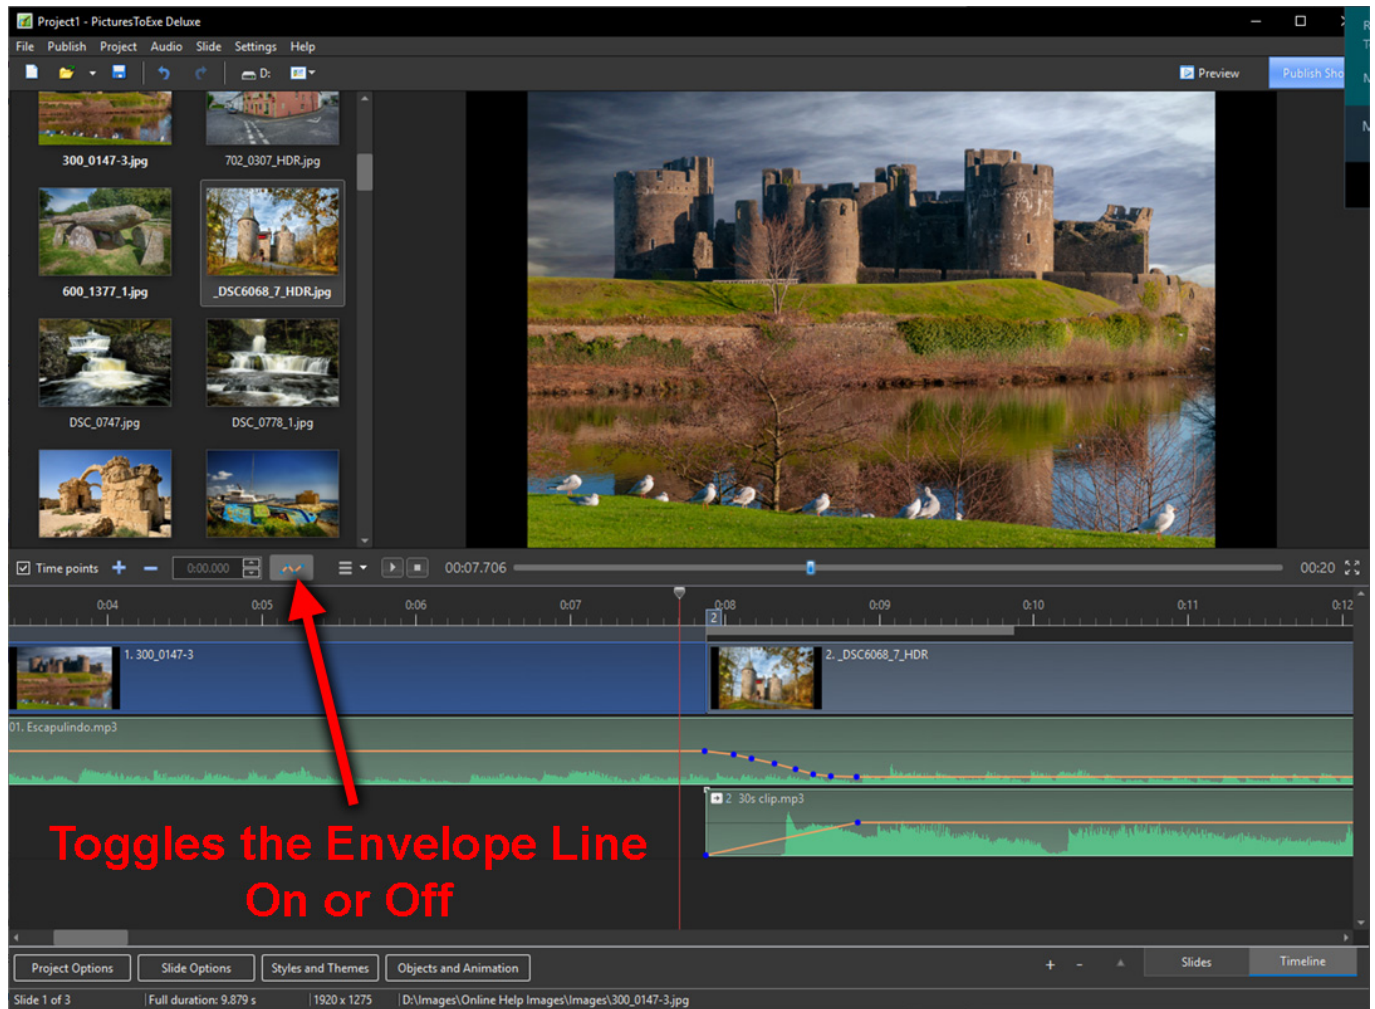 Project1 - PicturesToExe Deluxe
File Publish Project Audio Slide Settings Help
D:
Preview
Publish Sho
300_0147-3.jpg
702_0307_HDR.jpg
600_1377_1.jpg
_DSC6068_7_HDR.jpg
DSC_0747.jpg
DSC_0778_1.jpg
Time points
0:00.000
00:07.706
00:20
0:04 0:05 0:06 0:07 0:08 0:09 0:10 0:11 0:12
2
1. 300_0147-3
2. _DSC6068_7_HDR
01. Escapulindo.mp3
2 30s clip.mp3
Toggles the Envelope Line
On or Off
Project Options
Slide Options
Styles and Themes
Objects and Animation
+ -
Slides
Timeline
Slide 1 of 3
Full duration: 9.879 s
1920 x 1275
D:\Images\Online Help Images\Images\300_0147-3.jpg